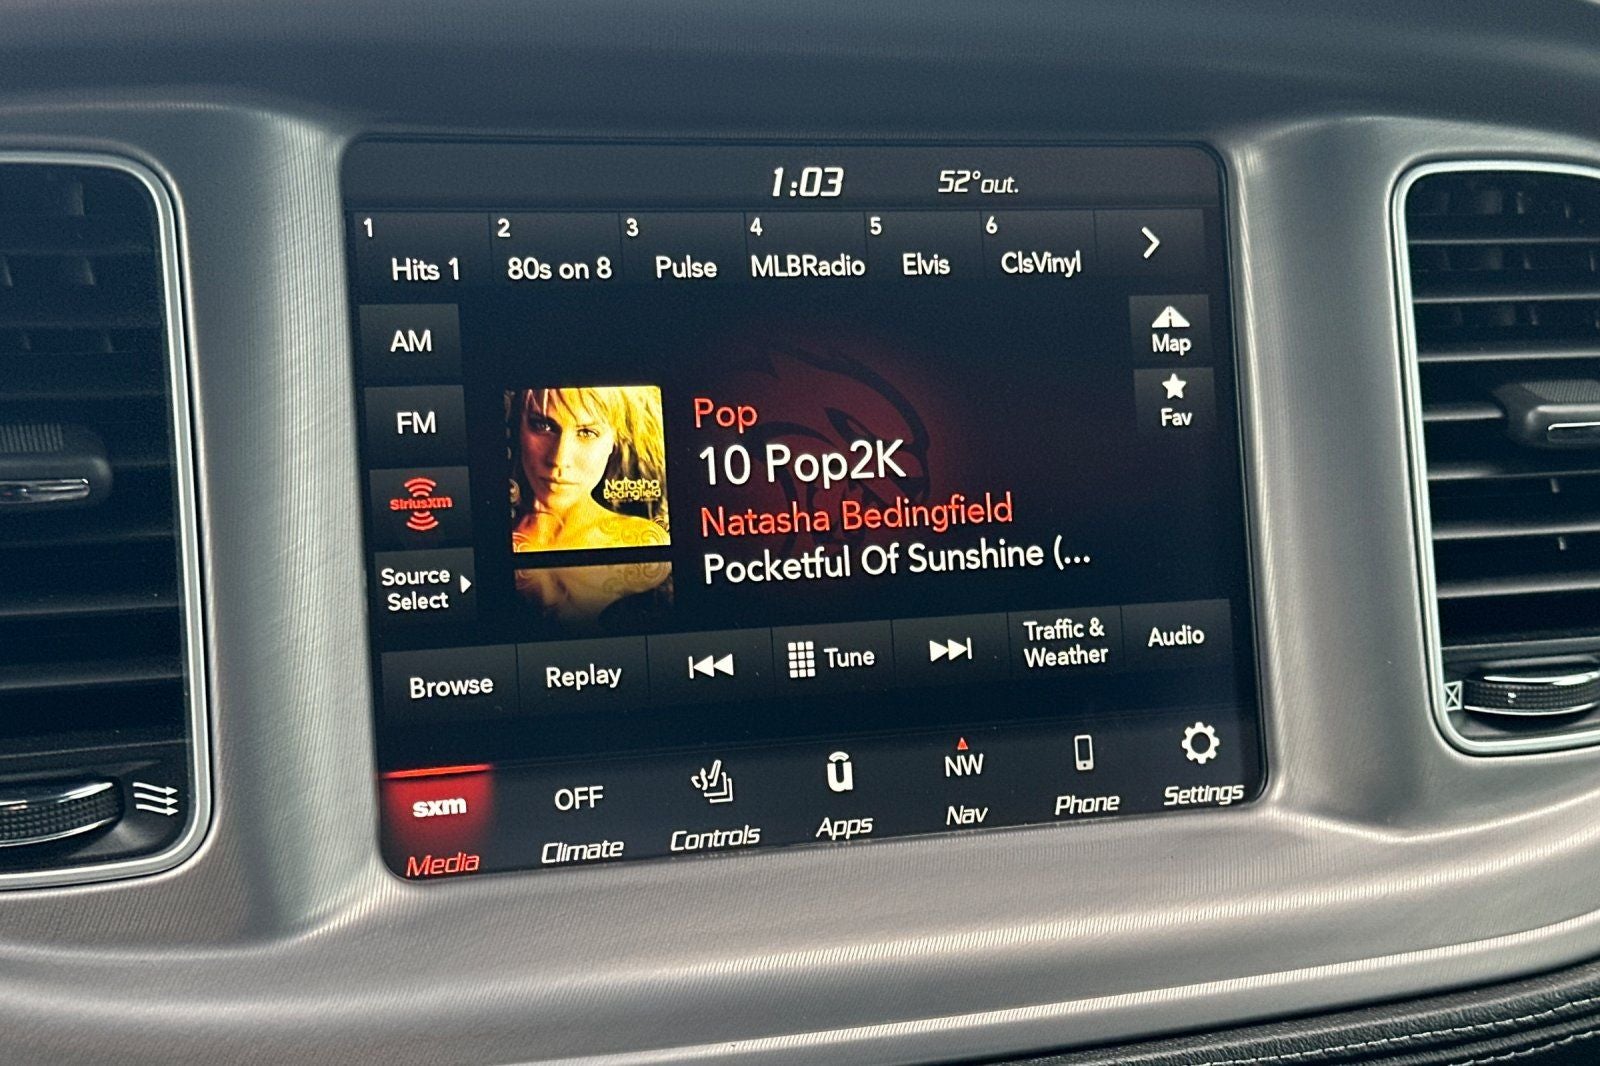 1:03 52°out.
1 2 3 4 5 6
Hits 1 80s on 8 Pulse MLBRadio Elvis ClsVinyl
AM
Map
FM
Fav
Pop
10 Pop2K
Natasha
Bedingfield
SiriusXm
Natasha Bedingfield
Pocketful Of Sunshine (...
Source
Select
Browse Replay Tune
Traffic &
Weather
Audio
sxm OFF ū NW
Media Climate Controls Apps Nav Phone Settings